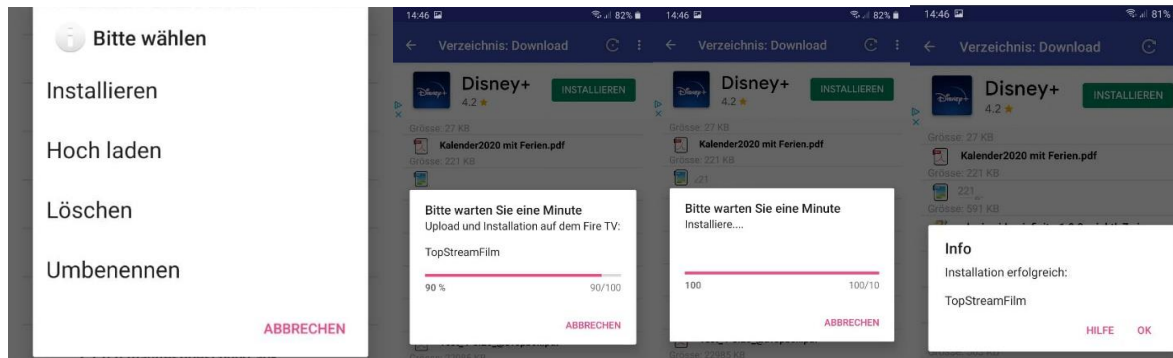 Bitte wählen
Installieren
Hoch laden
Löschen
Umbenennen
ABBRECHEN
14:46 82%
Verzeichnis: Download
Disney+
4.2 ★
INSTALLIEREN
Grösse: 27 KB
Kalender2020 mit Ferien.pdf
Grösse: 221 KB
Bitte warten Sie eine Minute
Upload und Installation auf dem Fire TV:
TopStreamFilm
90 % 90/100
ABBRECHEN
14:46 82%
Verzeichnis: Download
Disney+
4.2 ★
INSTALLIEREN
Grösse: 27 KB
Kalender2020 mit Ferien.pdf
Grösse: 221 KB
Bitte warten Sie eine Minute
Installiere....
100 100/10
ABBRECHEN
Grösse: 22985 KB
14:46 81%
Verzeichnis: Download
Disney+
4.2 ★
INSTALLIEREN
Grösse: 27 KB
Kalender2020 mit Ferien.pdf
Grösse: 221 KB
221
Grösse: 591 KB
Info
Installation erfolgreich:
TopStreamFilm
HILFE OK